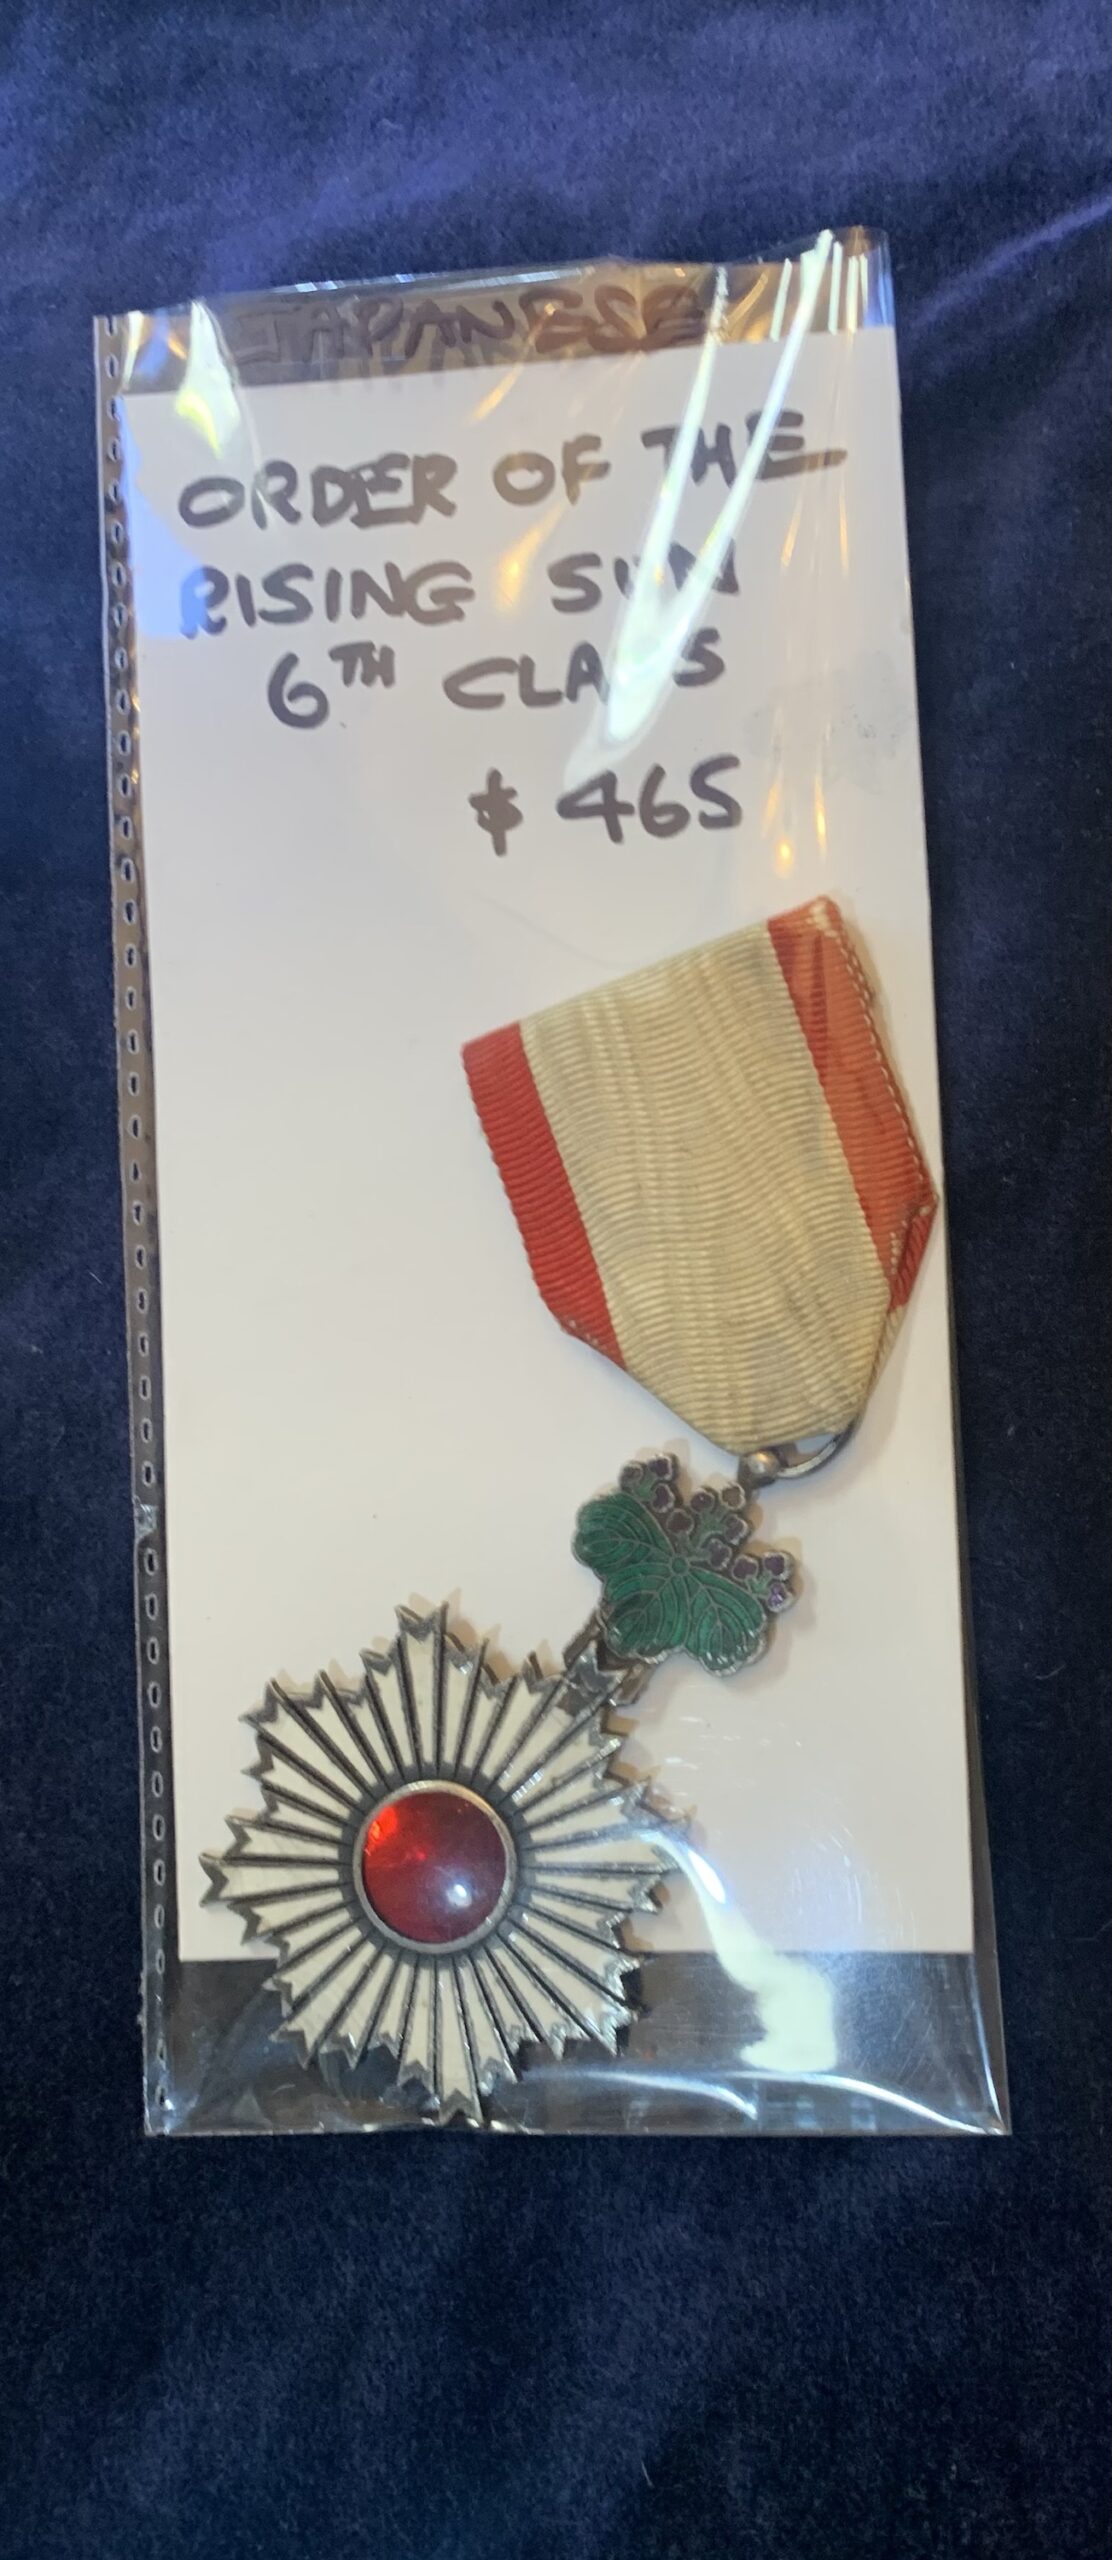 JAPANESE
ORDER OF THE
RISING SUN
6TH CLASS
$ 465